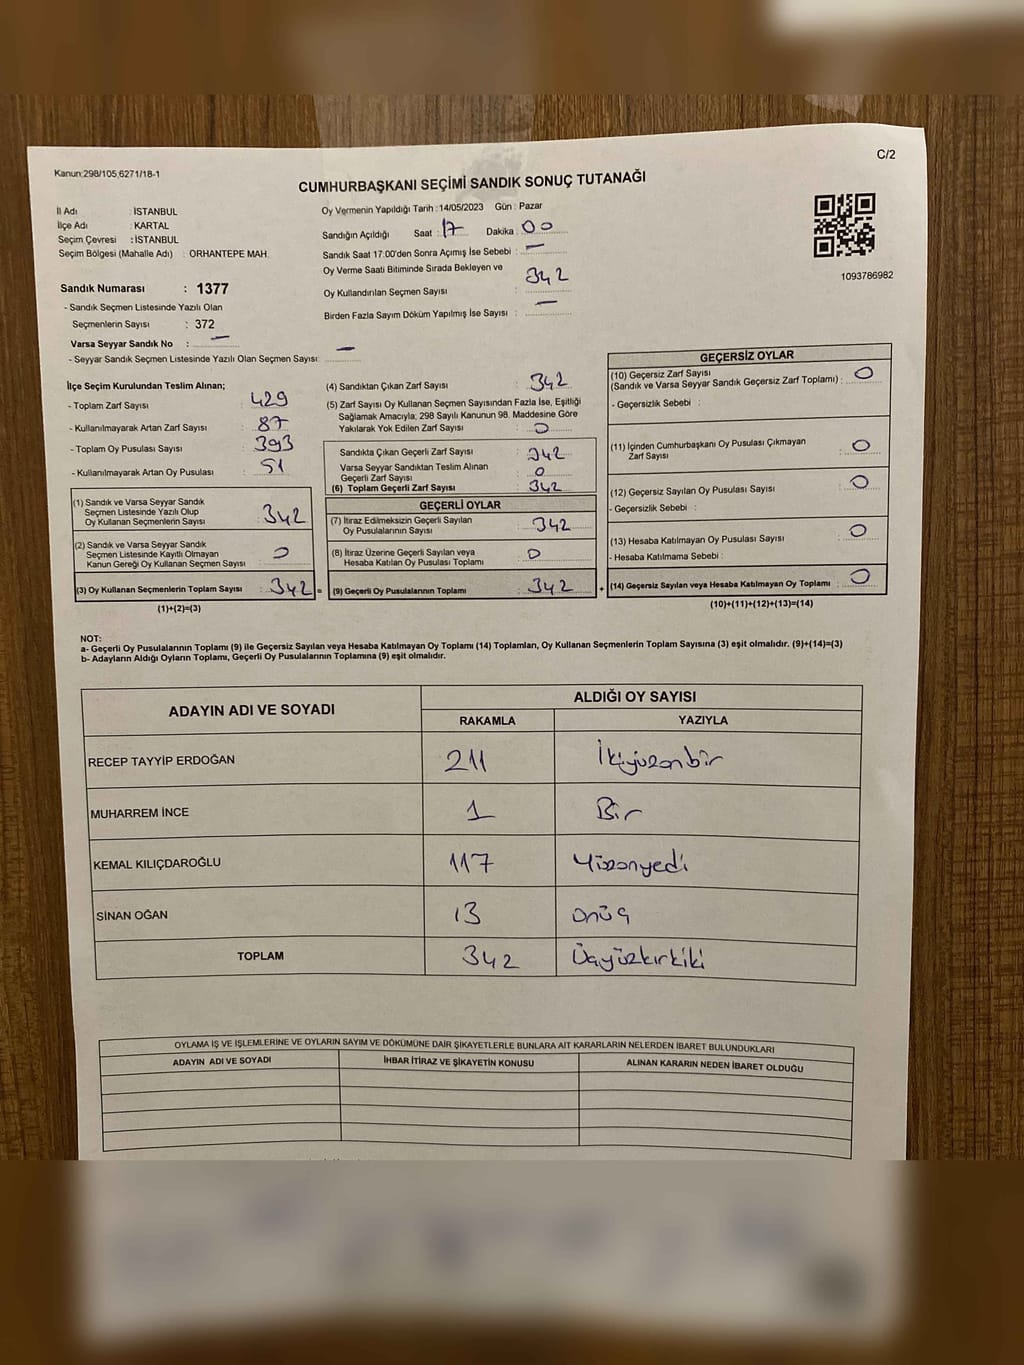 C/2
Kanun:298/105,6271/18-1
CUMHURBAŞKANI SEÇİMİ SANDIK SONUÇ TUTANAĞI
İl Adı : İSTANBUL
İlçe Adı : KARTAL
Seçim Çevresi : İSTANBUL
Seçim Bölgesi (Mahalle Adı) : ORHANTEPE MAH.
Oy Vermenin Yapıldığı Tarih : 14/05/2023 Gün : Pazar
Sandığın Açıldığı Saat : 17 Dakika : 00
Sandık Saat 17:00'den Sonra Açımış İse Sebebi : —
Oy Verme Saati Bitiminde Sırada Bekleyen ve
Oy Kullandırılan Seçmen Sayısı : 342
Birden Fazla Sayım Döküm Yapılmış İse Sayısı : —
1093786982
Sandık Numarası : 1377
- Sandık Seçmen Listesinde Yazılı Olan
Seçmenlerin Sayısı : 372
Varsa Seyyar Sandık No : —
- Seyyar Sandık Seçmen Listesinde Yazılı Olan Seçmen Sayısı: —
İlçe Seçim Kurulundan Teslim Alınan;
- Toplam Zarf Sayısı : 429
- Kullanılmayarak Artan Zarf Sayısı : 87
- Toplam Oy Pusulası Sayısı : 393
- Kullanılmayarak Artan Oy Pusulası : 51
(1) Sandık ve Varsa Seyyar Sandık
Seçmen Listesinde Yazılı Olup
Oy Kullanan Seçmenlerin Sayısı : 342
(2) Sandık ve Varsa Seyyar Sandık
Seçmen Listesinde Kayıtlı Olmayan
Kanun Gereği Oy Kullanan Seçmen Sayısı : 0
(3) Oy Kullanan Seçmenlerin Toplam Sayısı : 342 =
(1)+(2)=(3)
(4) Sandıktan Çıkan Zarf Sayısı : 342
(5) Zarf Sayısı Oy Kullanan Seçmen Sayısından Fazla İse, Eşitliği
Sağlamak Amacıyla; 298 Sayılı Kanunun 98. Maddesine Göre
Yakılarak Yok Edilen Zarf Sayısı : 0
Sandıkta Çıkan Geçerli Zarf Sayısı : 342
Varsa Seyyar Sandıktan Teslim Alınan
Geçerli Zarf Sayısı : 0
(6) Toplam Geçerli Zarf Sayısı : 342
GEÇERLİ OYLAR
(7) İtiraz Edilmeksizin Geçerli Sayılan
Oy Pusulalarının Sayısı : 342
(8) İtiraz Üzerine Geçerli Sayılan veya
Hesaba Katılan Oy Pusulası Toplamı : 0
(9) Geçerli Oy Pusulalarının Toplamı : 342 +
GEÇERSİZ OYLAR
(10) Geçersiz Zarf Sayısı
(Sandık ve Varsa Seyyar Sandık Geçersiz Zarf Toplamı) : 0
- Geçersizlik Sebebi :
(11) İçinden Cumhurbaşkanı Oy Pusulası Çıkmayan
Zarf Sayısı : 0
(12) Geçersiz Sayılan Oy Pusulası Sayısı : 0
- Geçersizlik Sebebi :
(13) Hesaba Katılmayan Oy Pusulası Sayısı : 0
- Hesaba Katılmama Sebebi :
(14) Geçersiz Sayılan veya Hesaba Katılmayan Oy Toplamı : 0
(10)+(11)+(12)+(13)=(14)
NOT:
a- Geçerli Oy Pusulalarının Toplamı (9) ile Geçersiz Sayılan veya Hesaba Katılmayan Oy Toplamı (14) Toplamları, Oy Kullanan Seçmenlerin Toplam Sayısına (3) eşit olmalıdır. (9)+(14)=(3)
b- Adayların Aldığı Oyların Toplamı, Geçerli Oy Pusulalarının Toplamına (9) eşit olmalıdır.
ADAYIN ADI VE SOYADI
ALDIĞI OY SAYISI
RAKAMLA YAZIYLA
RECEP TAYYİP ERDOĞAN 211 İkiyüzonbir
MUHARREM İNCE 1 Bir
KEMAL KILIÇDAROĞLU 117 Yüzonyedi
SİNAN OĞAN 13 onüç
TOPLAM 342 Üçyüzkırkiki
OYLAMA İŞ VE İŞLEMLERİNE VE OYLARIN SAYIM VE DÖKÜMÜNE DAİR ŞİKAYETLERLE BUNLARA AİT KARARLARIN NELERDEN İBARET BULUNDUKLARI
ADAYIN ADI VE SOYADI İHBAR İTİRAZ VE ŞİKAYETİN KONUSU ALINAN KARARIN NEDEN İBARET OLDUĞU